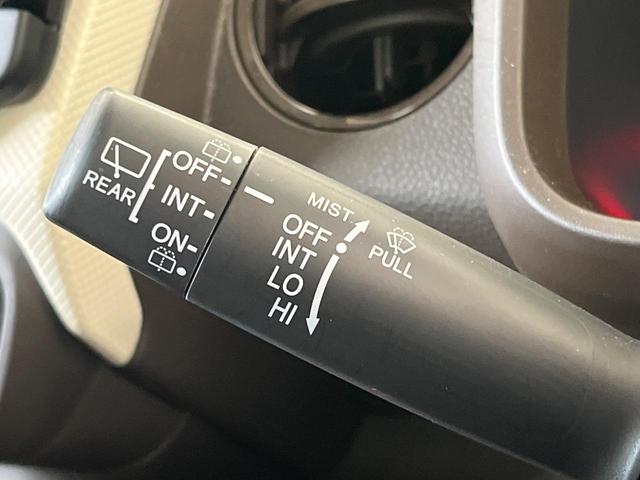 REAR
OFF
INT
ON
MIST
OFF
INT
LO
HI
PULL